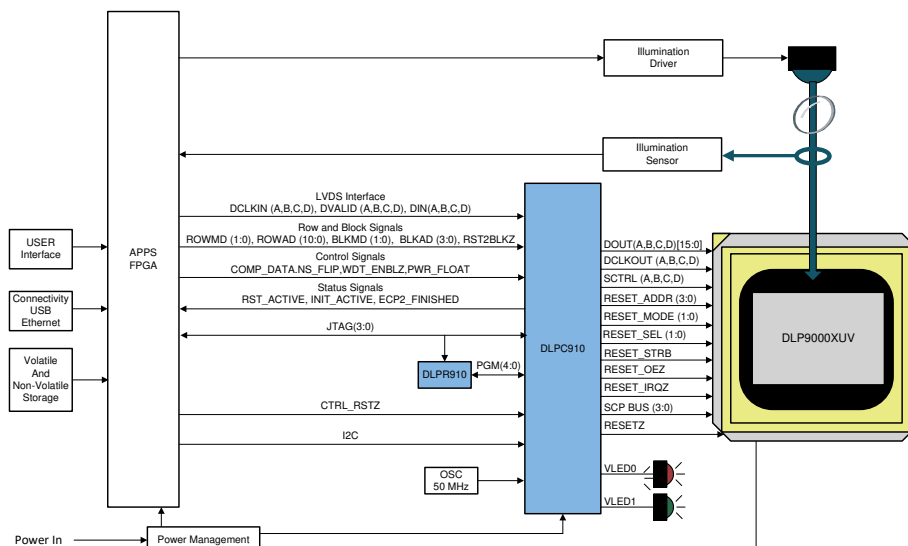 Illumination
Driver
Illumination
Sensor
LVDS Interface
DCLKIN (A,B,C,D), DVALID (A,B,C,D), DIN(A,B,C,D)
Row and Block Signals
ROWMD (1:0), ROWAD (10:0), BLKMD (1:0), BLKAD (3:0), RST2BLKZ
Control Signals
COMP_DATA.NS_FLIP,WDT_ENBLZ,PWR_FLOAT
Status Signals
RST_ACTIVE, INIT_ACTIVE, ECP2_FINISHED
JTAG(3:0)
DLPR910
PGM(4:0)
CTRL_RSTZ
I2C
OSC
50 MHz
USER
Interface
Connectivity
USB
Ethernet
Volatile
And
Non-Volatile
Storage
APPS
FPGA
DLPC910
DOUT(A,B,C,D)[15:0]
DCLKOUT (A,B,C,D)
SCTRL (A,B,C,D)
RESET_ADDR (3:0)
RESET_MODE (1:0)
RESET_SEL (1:0)
RESET_STRB
RESET_OEZ
RESET_IRQZ
SCP BUS (3:0)
RESETZ
DLP9000XUV
VLED0
VLED1
Power In
Power Management